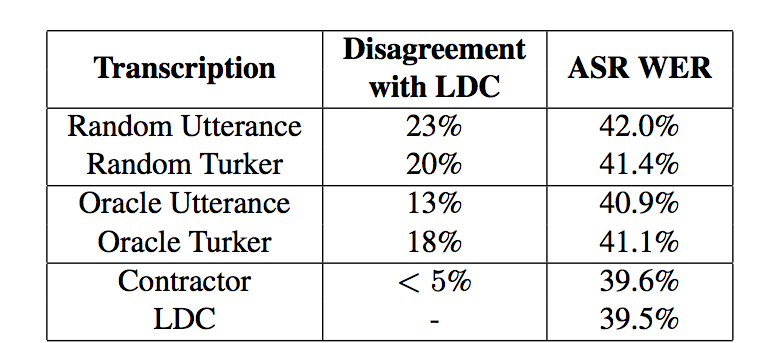 Transcription Disagreement with LDC ASR WER
Random Utterance 23% 42.0%
Random Turker 20% 41.4%
Oracle Utterance 13% 40.9%
Oracle Turker 18% 41.1%
Contractor < 5% 39.6%
LDC - 39.5%